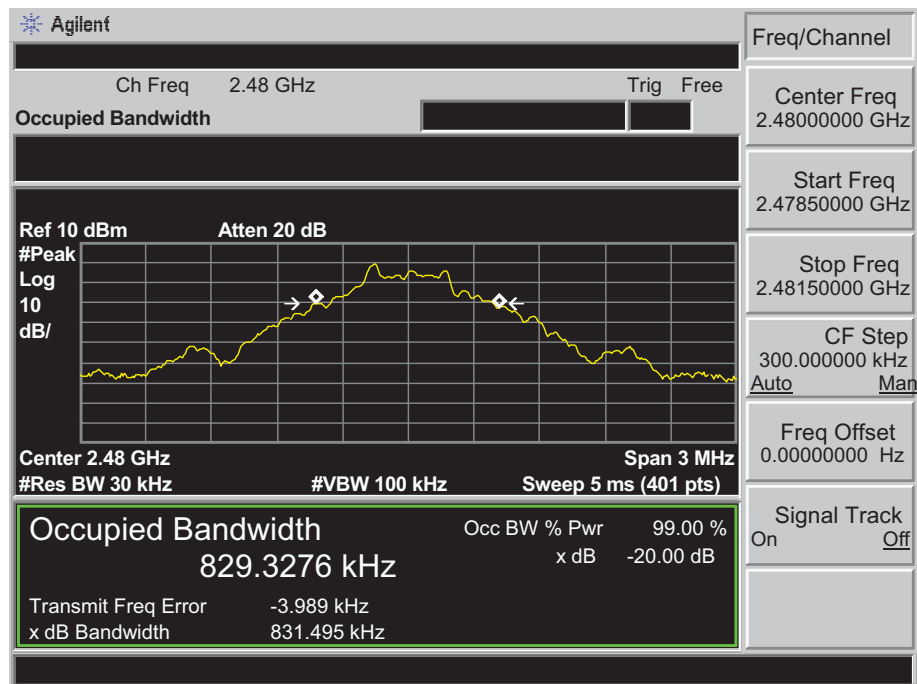 Agilent
Freq/Channel
Ch Freq 2.48 GHz Trig Free
Occupied Bandwidth
Center Freq
2.48000000 GHz
Start Freq
2.47850000 GHz
Stop Freq
2.48150000 GHz
CF Step
300.000000 kHz
Auto Man
Freq Offset
0.00000000 Hz
Signal Track
On Off
Ref 10 dBm Atten 20 dB
#Peak
Log
10
dB/
Center 2.48 GHz Span 3 MHz
#Res BW 30 kHz #VBW 100 kHz Sweep 5 ms (401 pts)
Occupied Bandwidth Occ BW % Pwr 99.00 %
829.3276 kHz x dB -20.00 dB
Transmit Freq Error -3.989 kHz
x dB Bandwidth 831.495 kHz